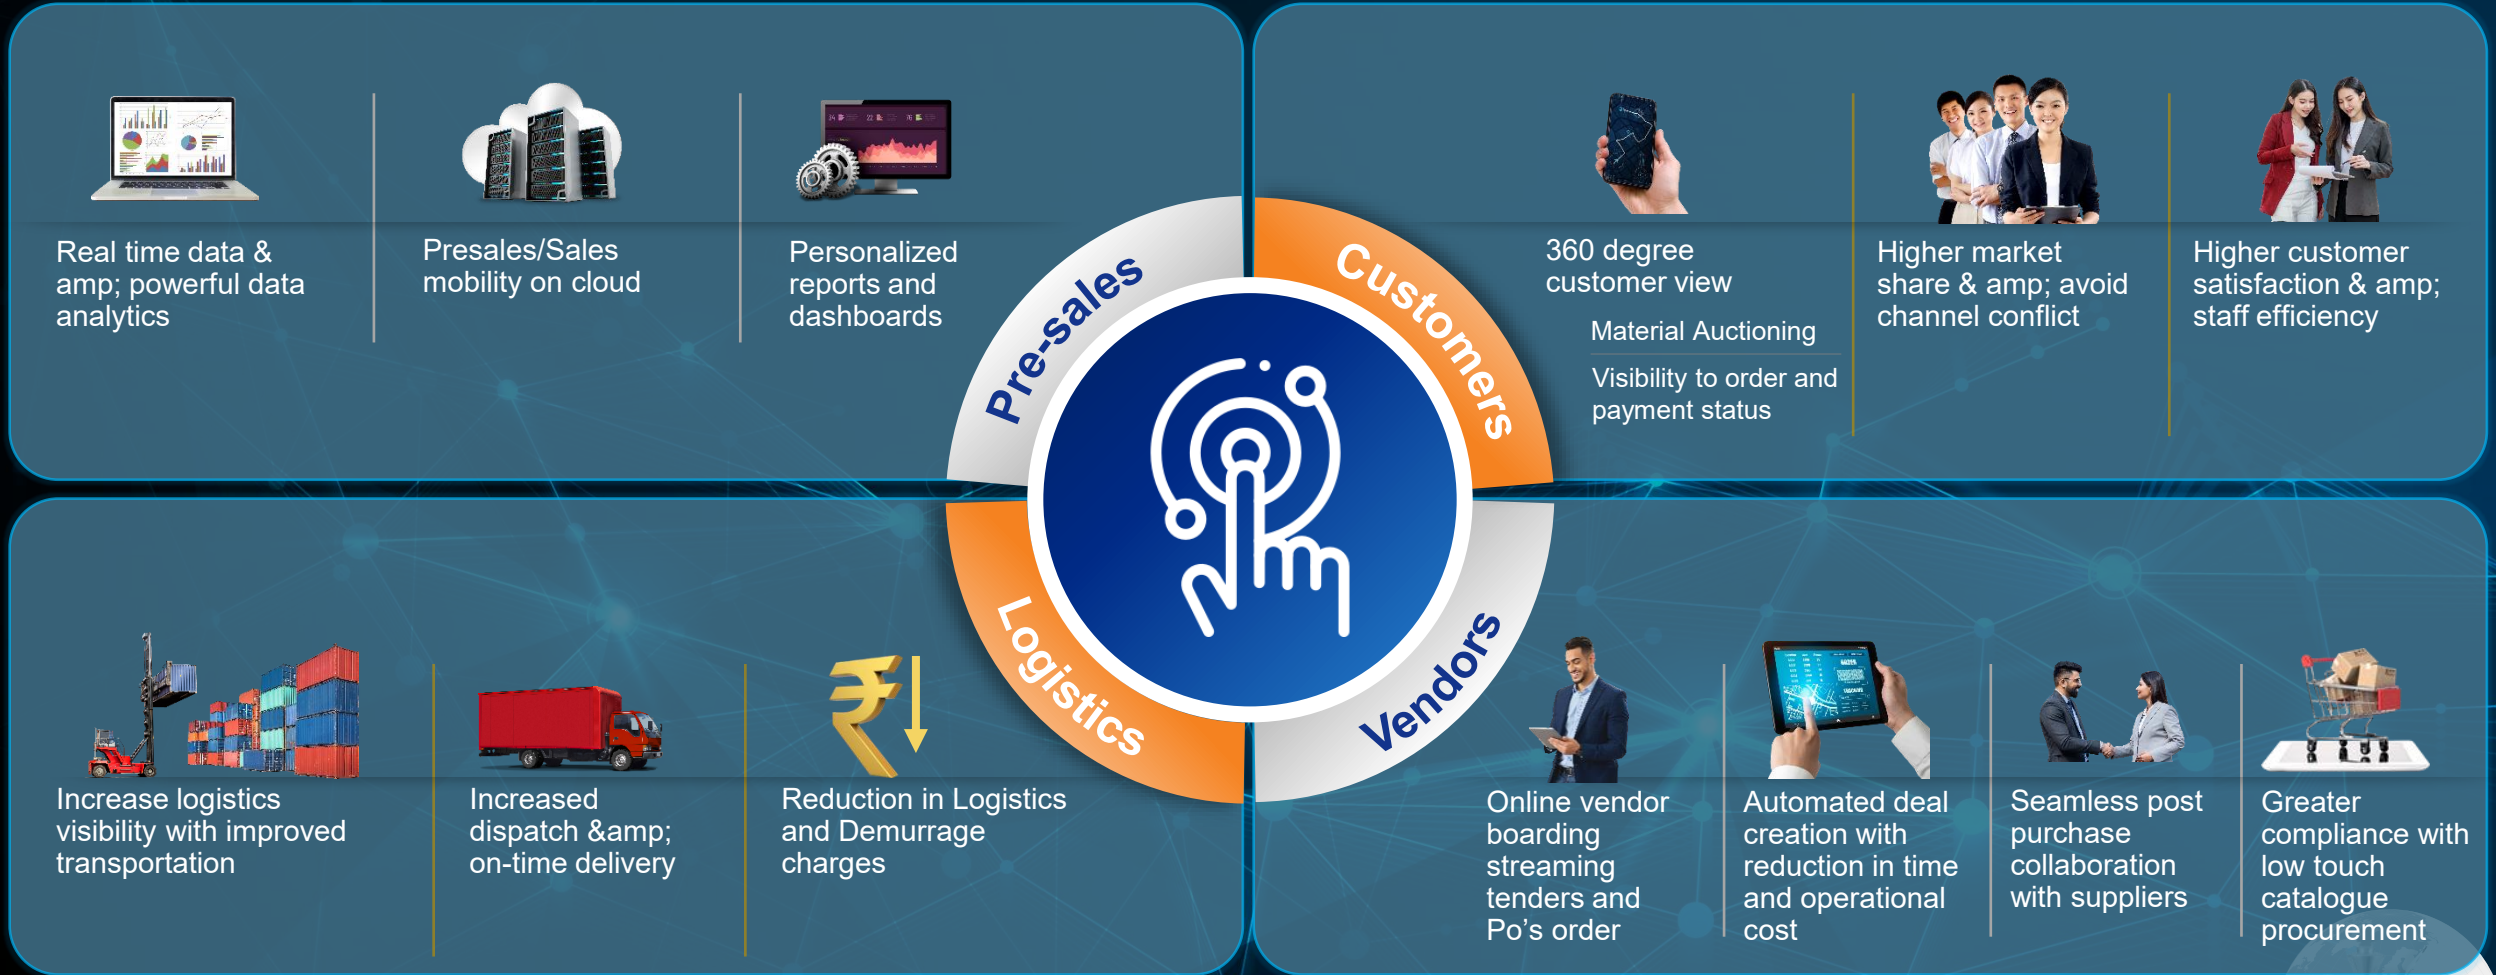 Real time data &
amp; powerful data
analytics
Presales/Sales
mobility on cloud
Personalized
reports and
dashboards
Pre-sales
Customers
360 degree
customer view
Material Auctioning
Visibility to order and
payment status
Higher market
share & amp; avoid
channel conflict
Higher customer
satisfaction & amp;
staff efficiency
Increase logistics
visibility with improved
transportation
Increased
dispatch &amp;
on-time delivery
Reduction in Logistics
and Demurrage
charges
Logistics
Vendors
Online vendor
boarding
streaming
tenders and
Po’s order
Automated deal
creation with
reduction in time
and operational
cost
Seamless post
purchase
collaboration
with suppliers
Greater
compliance with
low touch
catalogue
procurement